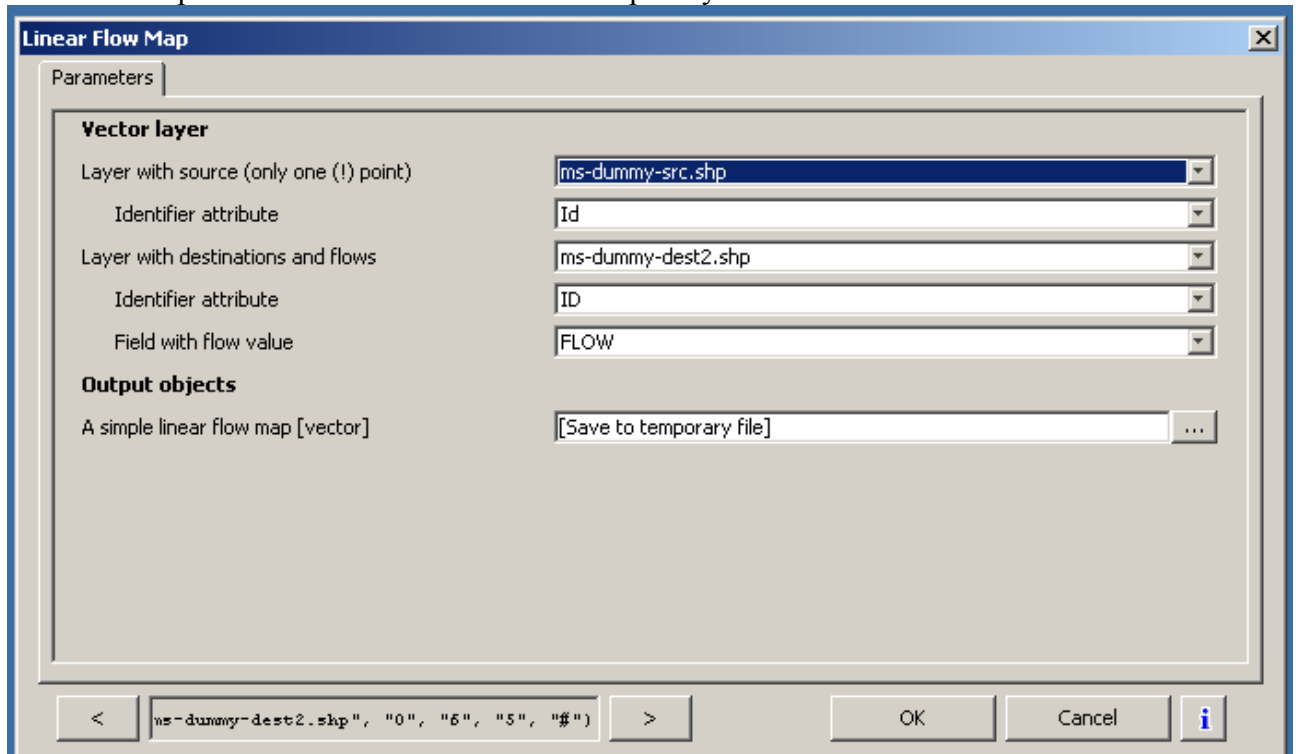 Linear Flow Map
Parameters
Vector layer
Layer with source (only one (!) point) ms-dummy-src.shp
Identifier attribute Id
Layer with destinations and flows ms-dummy-dest2.shp
Identifier attribute ID
Field with flow value FLOW
Output objects
A simple linear flow map [vector] [Save to temporary file] ...
< ms-dummy-dest2.shp", "0", "6", "5", "#") > OK Cancel i